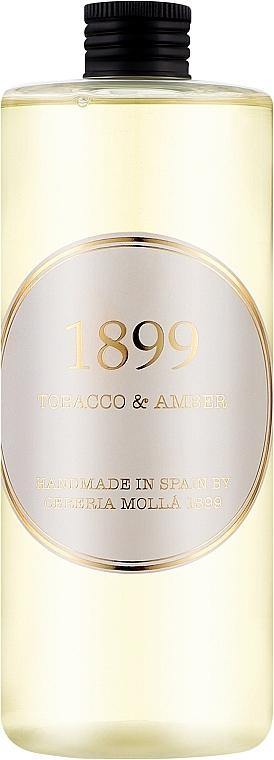 1899
TOBACCO & AMBER
HANDMADE IN SPAIN BY
CERERIA MOLLÁ 1899